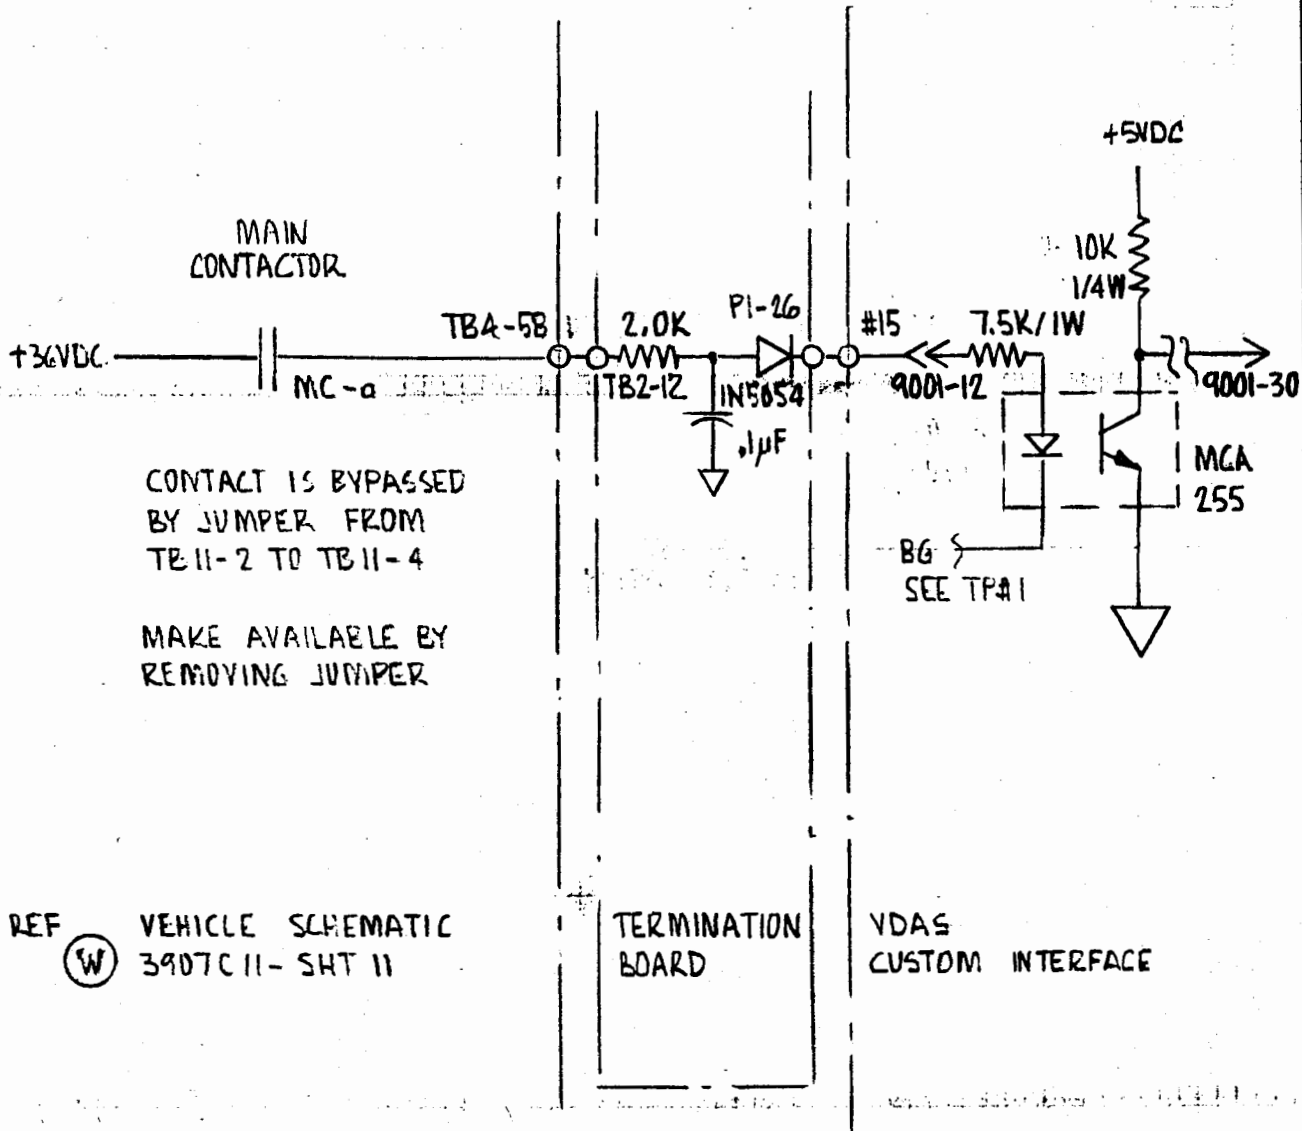 +5VDC
MAIN
CONTACTOR
10K
1/4W
+36VDC
TB4-58
2.0K
P1-26
#15
7.5K/1W
MC-a
TB2-12
1N5054
9001-12
9001-30
.1µF
MCA
255
CONTACT IS BYPASSED
BY JUMPER FROM
TB11-2 TO TB11-4
BG
SEE TP#1
MAKE AVAILABLE BY
REMOVING JUMPER
REF W VEHICLE SCHEMATIC
3907C11-SHT 11
TERMINATION
BOARD
VDAS
CUSTOM INTERFACE